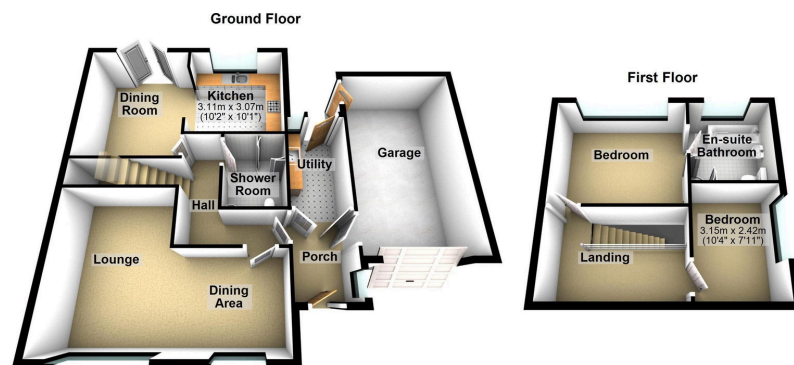 Ground Floor
Dining
Room
Kitchen
3.11m x 3.07m
(10'2" x 10'1")
Utility
Garage
Shower
Room
Hall
Lounge
Dining
Area
Porch
First Floor
Bedroom
En-suite
Bathroom
Bedroom
3.15m x 2.42m
(10'4" x 7'11")
Landing